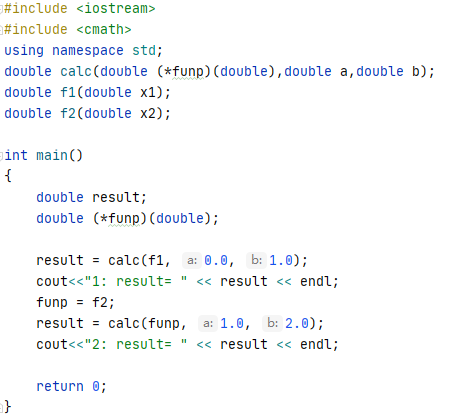 #include <iostream>
#include <cmath>
using namespace std;
double calc(double (*funp)(double),double a,double b);
double f1(double x1);
double f2(double x2);
int main()
{
double result;
double (*funp)(double);
result = calc(f1, a: 0.0, b: 1.0);
cout<<"1: result= " << result << endl;
funp = f2;
result = calc(funp, a: 1.0, b: 2.0);
cout<<"2: result= " << result << endl;
return 0;
}